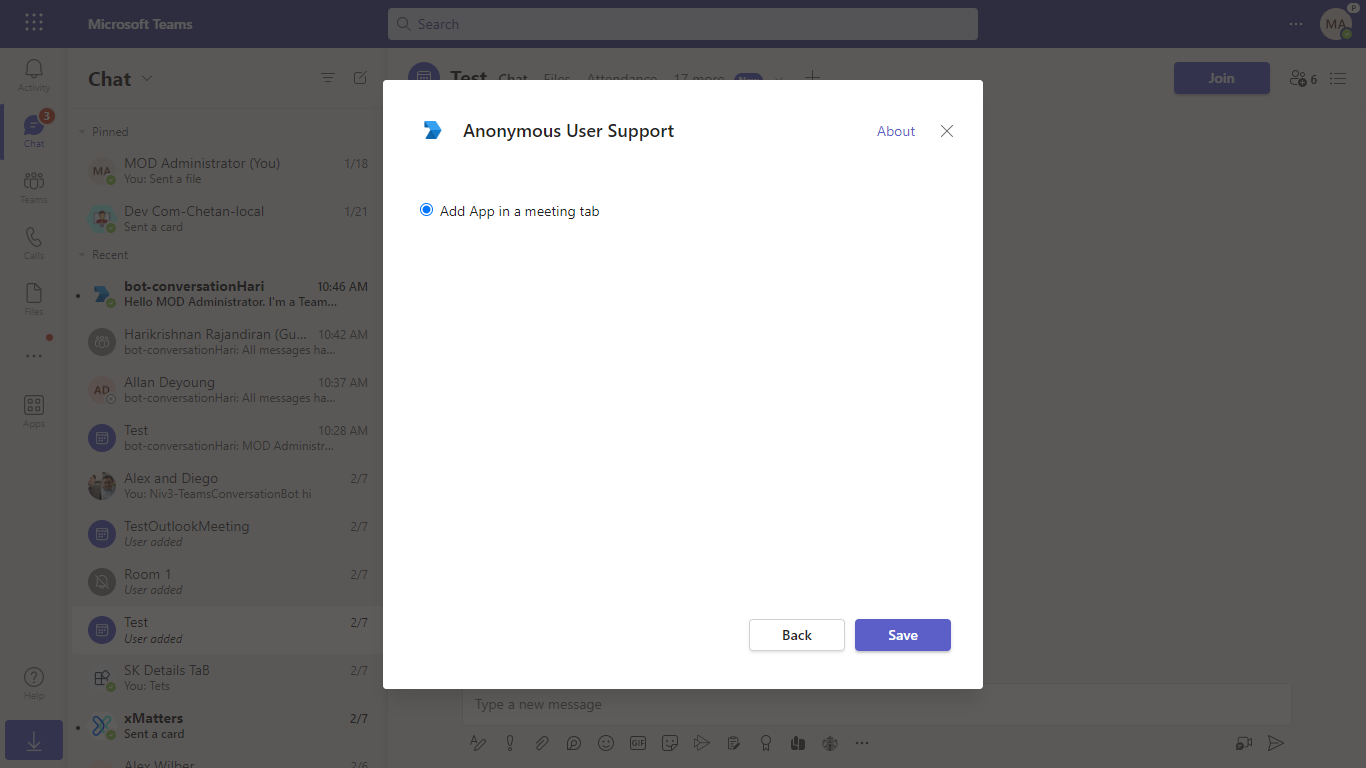 Microsoft Teams
Search
MA
P
Activity
3
Chat
Teams
Calls
Files
Apps
Help
Chat
Pinned
MA
MOD Administrator (You) 1/18
You: Sent a file
Dev Com-Chetan-local 1/21
Sent a card
Recent
bot-conversationHari 10:46 AM
Hello MOD Administrator. I'm a Team...
Harikrishnan Rajandiran (Gu... 10:42 AM
bot-conversationHari: All messages ha...
AD
Allan Deyoung 10:37 AM
bot-conversationHari: All messages ha...
Test 10:28 AM
bot-conversationHari: MOD Administr...
Alex and Diego 2/7
You: Niv3-TeamsConversationBot hi
TestOutlookMeeting 2/7
User added
Room 1 2/7
User added
Test 2/7
User added
SK Details TaB 2/7
You: Tets
xMatters 2/7
Sent a card
Alex Wilber 2/6
Test Chat Files Attendance 17 more
Join
6
Anonymous User Support
About
Add App in a meeting tab
Back
Save
Type a new message
GIF